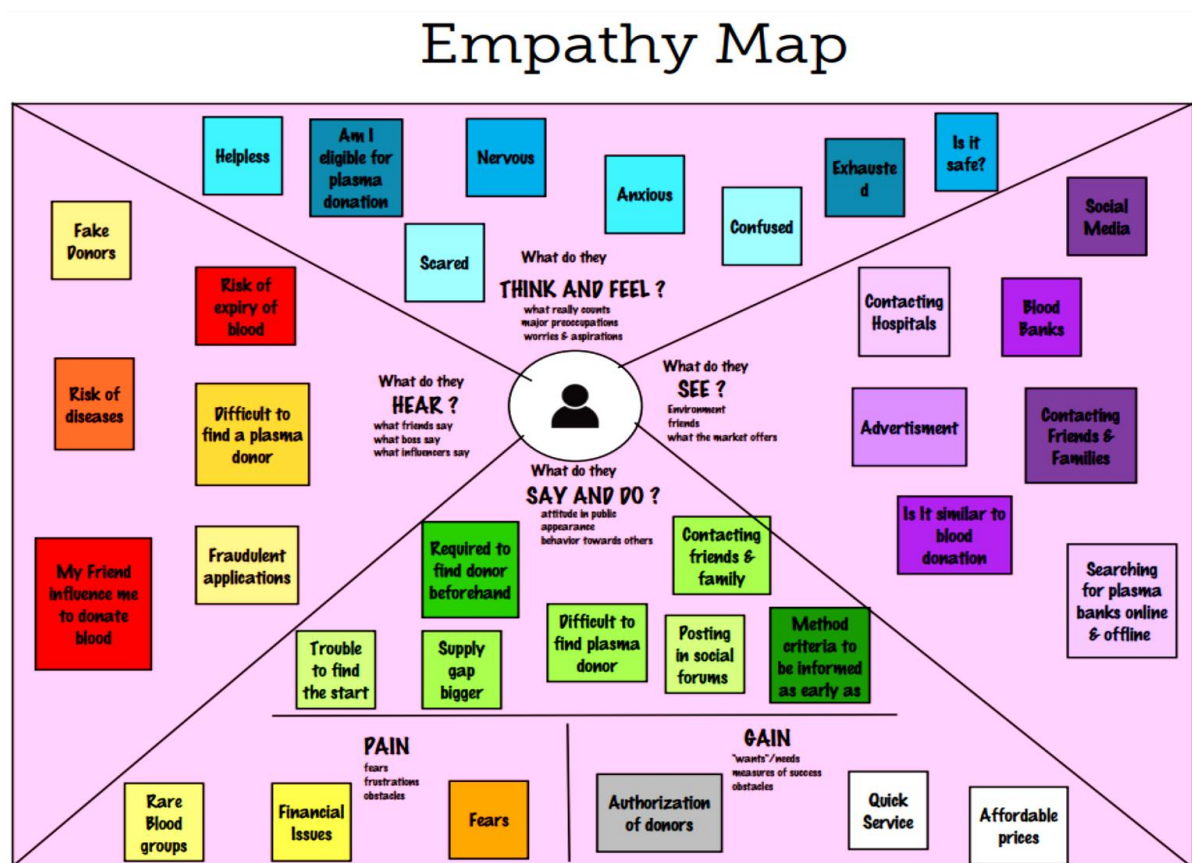 Empathy Map
Helpless
Am I
eligible for
plasma
donation
Nervous
Scared
Anxious
Confused
Exhauste
d
Is it
safe?
What do they
THINK AND FEEL ?
what really counts
major preoccupations
worries & aspirations
Fake
Donors
Risk of
expiry of
blood
Risk of
diseases
Difficult to
find a plasma
donor
My Friend
influence me
to donate
blood
Fraudulent
applications
What do they
HEAR ?
what friends say
what boss say
what influencers say
What do they
SEE ?
Environment
friends
what the market offers
Social
Media
Contacting
Hospitals
Blood
Banks
Advertisment
Contacting
Friends &
Families
Is It similar to
blood
donation
Searching
for plasma
banks online
& offline
What do they
SAY AND DO ?
attitude in public
appearance
behavior towards others
Required to
find donor
beforehand
Contacting
friends &
family
Trouble
to find
the start
Supply
gap
bigger
Difficult to
find plasma
donor
Posting
in social
forums
Method
criteria to
be informed
as early as
PAIN
fears
frustrations
obstacles
Rare
Blood
groups
Financial
Issues
Fears
GAIN
"wants"/needs
measures of success
obstacles
Authorization
of donors
Quick
Service
Affordable
prices